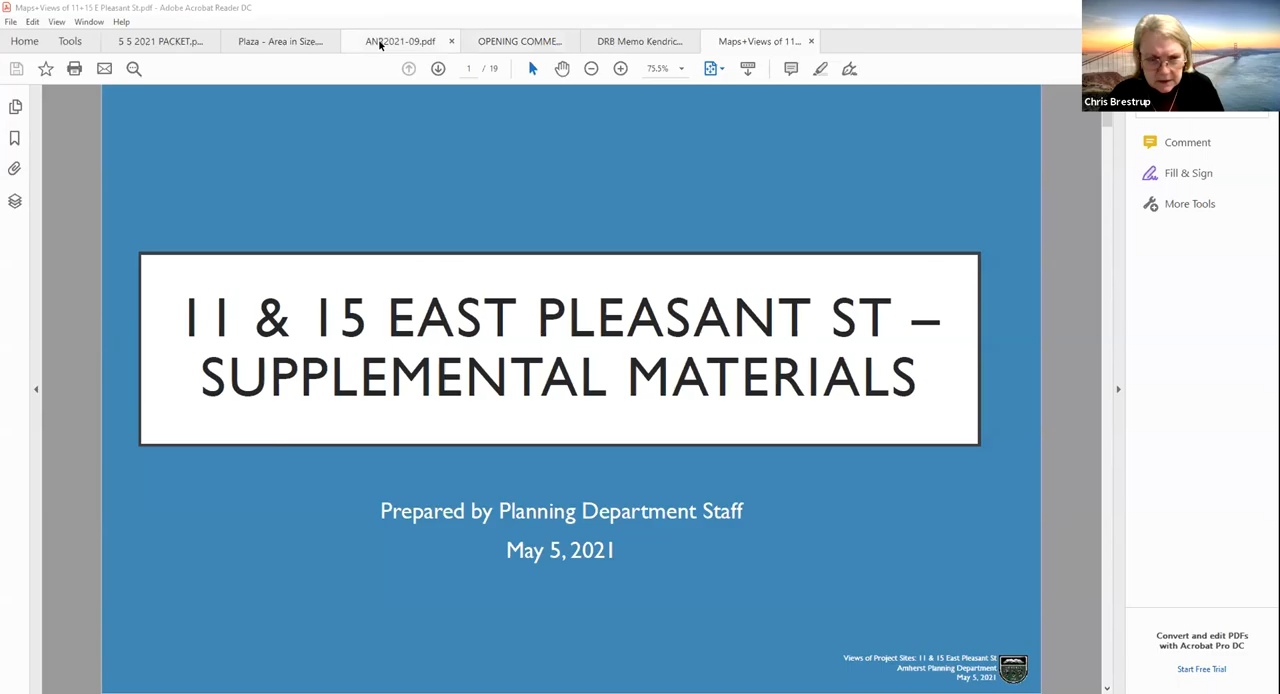 Maps+Views of 11+15 E Pleasant St.pdf - Adobe Acrobat Reader DC
File Edit View Window Help
Home Tools 5 5 2021 PACKET.p... Plaza - Area in Size.... ANR2021-09.pdf × OPENING COMME... DRB Memo Kendric... Maps+Views of 11... ×
1 / 19 75.5%
Chris Brestrup
Comment
Fill & Sign
More Tools
11 & 15 EAST PLEASANT ST –
SUPPLEMENTAL MATERIALS
Prepared by Planning Department Staff
May 5, 2021
Views of Project Sites: 11 & 15 East Pleasant St
Amherst Planning Department
May 5, 2021
Convert and edit PDFs
with Acrobat Pro DC
Start Free Trial